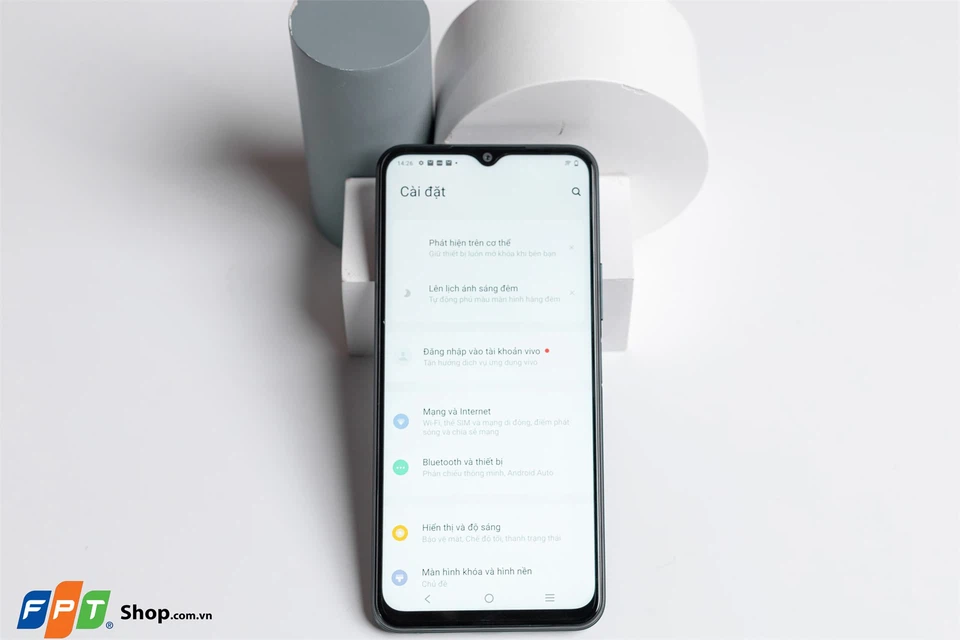 14:26
Cài đặt
Phát hiện trên cơ thể
Giữ thiết bị luôn mở khóa khi bên bạn
Lên lịch ánh sáng đêm
Tự động phủ màu màn hình hàng đêm
Đăng nhập vào tài khoản vivo
Tận hưởng dịch vụ ứng dụng vivo
Mạng và Internet
Wi-Fi, thẻ SIM và mạng di động, điểm phát
sóng và chia sẻ mạng
Bluetooth và thiết bị
Phản chiếu thông minh, Android Auto
Hiển thị và độ sáng
Bảo vệ mắt, Chế độ tối, thanh trạng thái
Màn hình khóa và hình nền
Chủ đề
FPT® Shop.com.vn